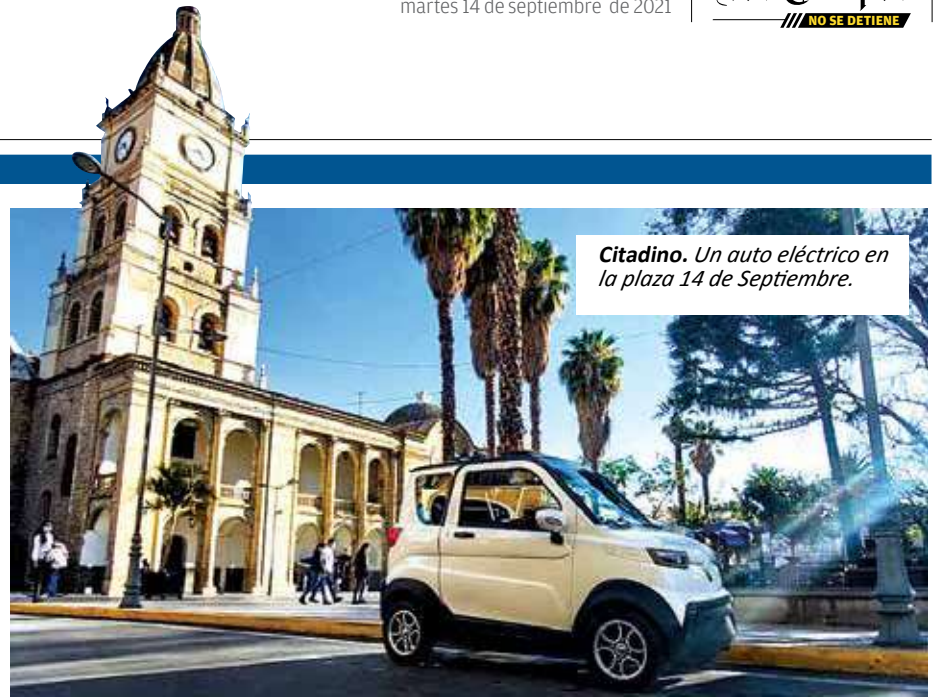 martes 14 de septiembre de 2021
NO SE DETIENE
Citadino. Un auto eléctrico en
la plaza 14 de Septiembre.